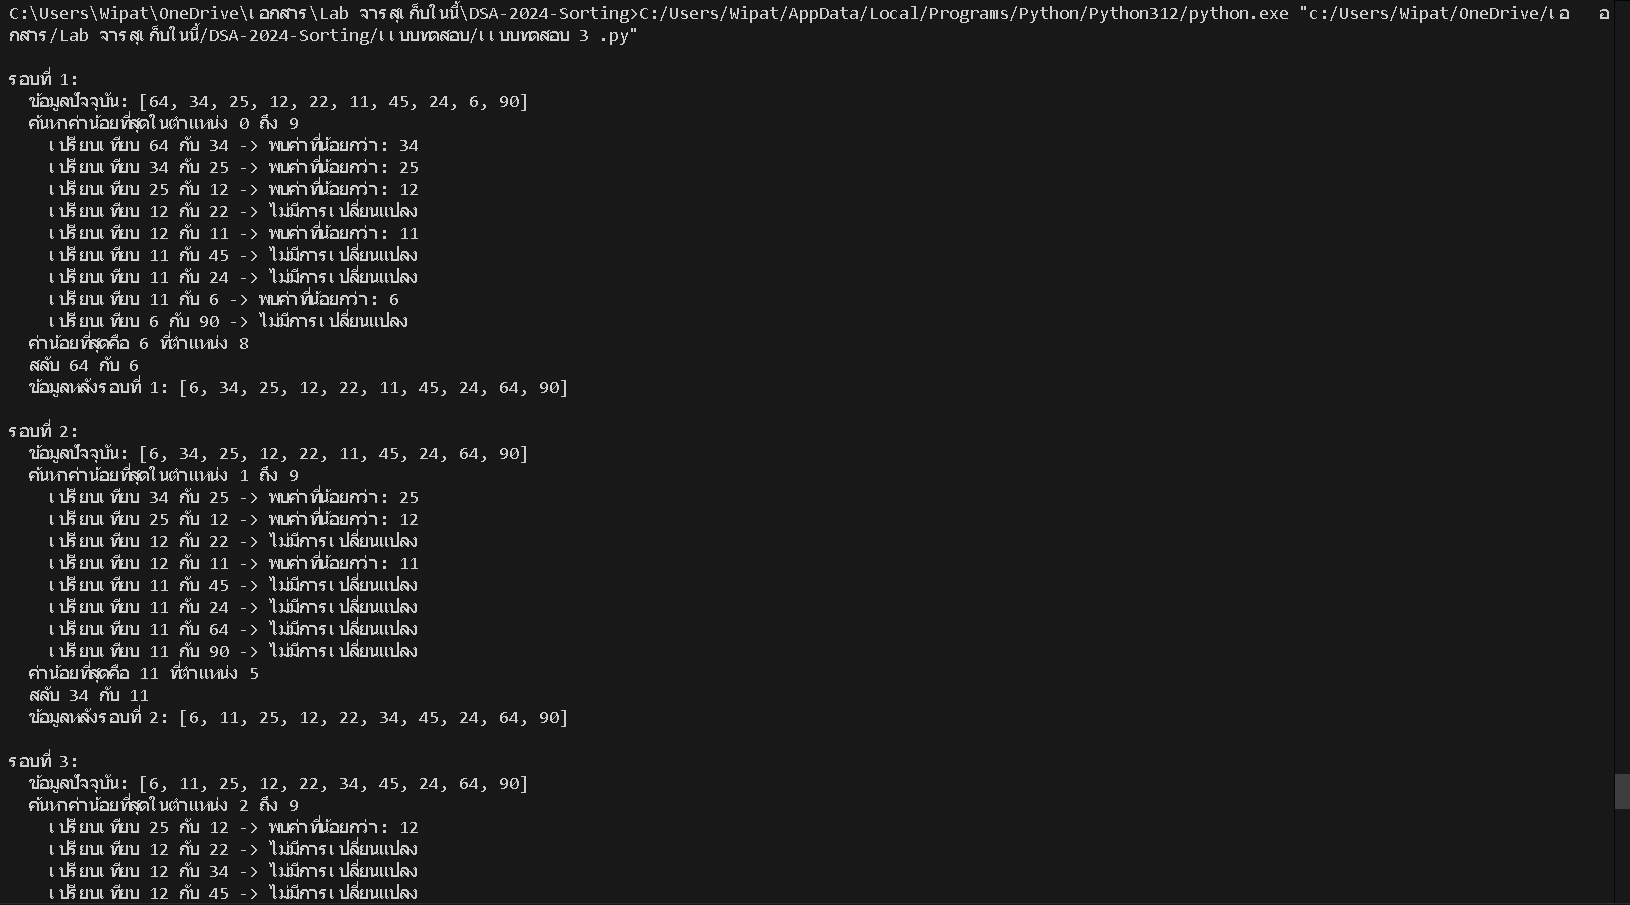 C:\Users\Wipat\OneDrive\เอกสาร\Lab จารสุเก็บในนี้\DSA-2024-Sorting>C:/Users/Wipat/AppData/Local/Programs/Python/Python312/python.exe "c:/Users/Wipat/OneDrive/เอ อ
กสาร/Lab จารสุเก็บในนี้/DSA-2024-Sorting/เเบบทดสอบ/เเบบทดสอบ 3 .py"
รอบที่ 1:
ข้อมูลปัจจุบัน: [64, 34, 25, 12, 22, 11, 45, 24, 6, 90]
ค้นหาค่าน้อยที่สุดในตำแหน่ง 0 ถึง 9
เปรียบเทียบ 64 กับ 34 -> พบค่าที่น้อยกว่า: 34
เปรียบเทียบ 34 กับ 25 -> พบค่าที่น้อยกว่า: 25
เปรียบเทียบ 25 กับ 12 -> พบค่าที่น้อยกว่า: 12
เปรียบเทียบ 12 กับ 22 -> ไม่มีการเปลี่ยนแปลง
เปรียบเทียบ 12 กับ 11 -> พบค่าที่น้อยกว่า: 11
เปรียบเทียบ 11 กับ 45 -> ไม่มีการเปลี่ยนแปลง
เปรียบเทียบ 11 กับ 24 -> ไม่มีการเปลี่ยนแปลง
เปรียบเทียบ 11 กับ 6 -> พบค่าที่น้อยกว่า: 6
เปรียบเทียบ 6 กับ 90 -> ไม่มีการเปลี่ยนแปลง
ค่าน้อยที่สุดคือ 6 ที่ตำแหน่ง 8
สลับ 64 กับ 6
ข้อมูลหลังรอบที่ 1: [6, 34, 25, 12, 22, 11, 45, 24, 64, 90]
รอบที่ 2:
ข้อมูลปัจจุบัน: [6, 34, 25, 12, 22, 11, 45, 24, 64, 90]
ค้นหาค่าน้อยที่สุดในตำแหน่ง 1 ถึง 9
เปรียบเทียบ 34 กับ 25 -> พบค่าที่น้อยกว่า: 25
เปรียบเทียบ 25 กับ 12 -> พบค่าที่น้อยกว่า: 12
เปรียบเทียบ 12 กับ 22 -> ไม่มีการเปลี่ยนแปลง
เปรียบเทียบ 12 กับ 11 -> พบค่าที่น้อยกว่า: 11
เปรียบเทียบ 11 กับ 45 -> ไม่มีการเปลี่ยนแปลง
เปรียบเทียบ 11 กับ 24 -> ไม่มีการเปลี่ยนแปลง
เปรียบเทียบ 11 กับ 64 -> ไม่มีการเปลี่ยนแปลง
เปรียบเทียบ 11 กับ 90 -> ไม่มีการเปลี่ยนแปลง
ค่าน้อยที่สุดคือ 11 ที่ตำแหน่ง 5
สลับ 34 กับ 11
ข้อมูลหลังรอบที่ 2: [6, 11, 25, 12, 22, 34, 45, 24, 64, 90]
รอบที่ 3:
ข้อมูลปัจจุบัน: [6, 11, 25, 12, 22, 34, 45, 24, 64, 90]
ค้นหาค่าน้อยที่สุดในตำแหน่ง 2 ถึง 9
เปรียบเทียบ 25 กับ 12 -> พบค่าที่น้อยกว่า: 12
เปรียบเทียบ 12 กับ 22 -> ไม่มีการเปลี่ยนแปลง
เปรียบเทียบ 12 กับ 34 -> ไม่มีการเปลี่ยนแปลง
เปรียบเทียบ 12 กับ 45 -> ไม่มีการเปลี่ยนแปลง